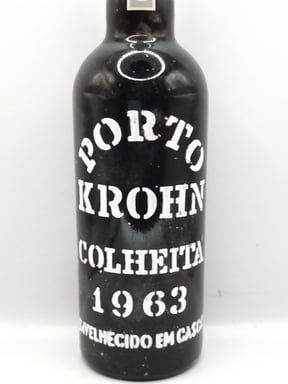 PORTO
KROHN
COLHEITA
1963
ENVELHECIDO EM CASCO